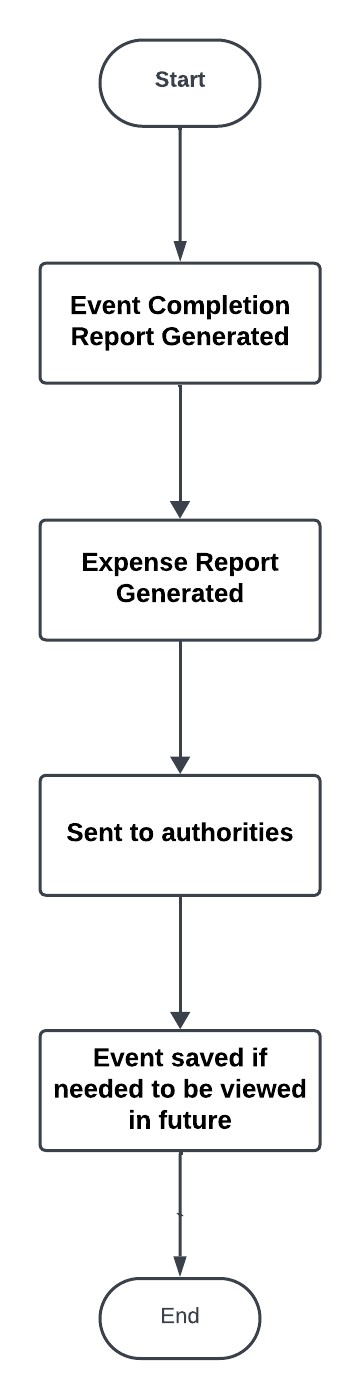 Start
Event Completion
Report Generated
Expense Report
Generated
Sent to authorities
Event saved if
needed to be viewed
in future
End